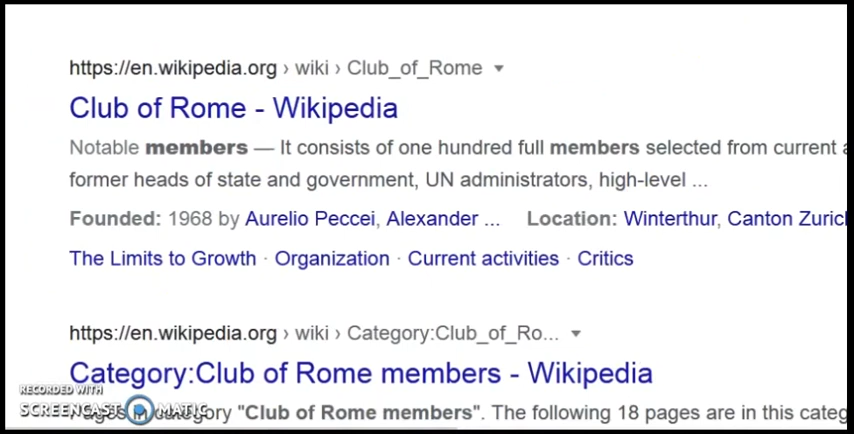 https://en.wikipedia.org › wiki › Club_of_Rome
Club of Rome - Wikipedia
Notable members — It consists of one hundred full members selected from current
former heads of state and government, UN administrators, high-level ...
Founded: 1968 by Aurelio Peccei, Alexander ... Location: Winterthur, Canton
The Limits to Growth · Organization · Current activities · Critics
https://en.wikipedia.org › wiki › Category:Club_of_Ro...
Category:Club of Rome members - Wikipedia
RECORDED WITH
SCREENCAST MATIC
Pages in category "Club of Rome members". The following 18 pages are in this